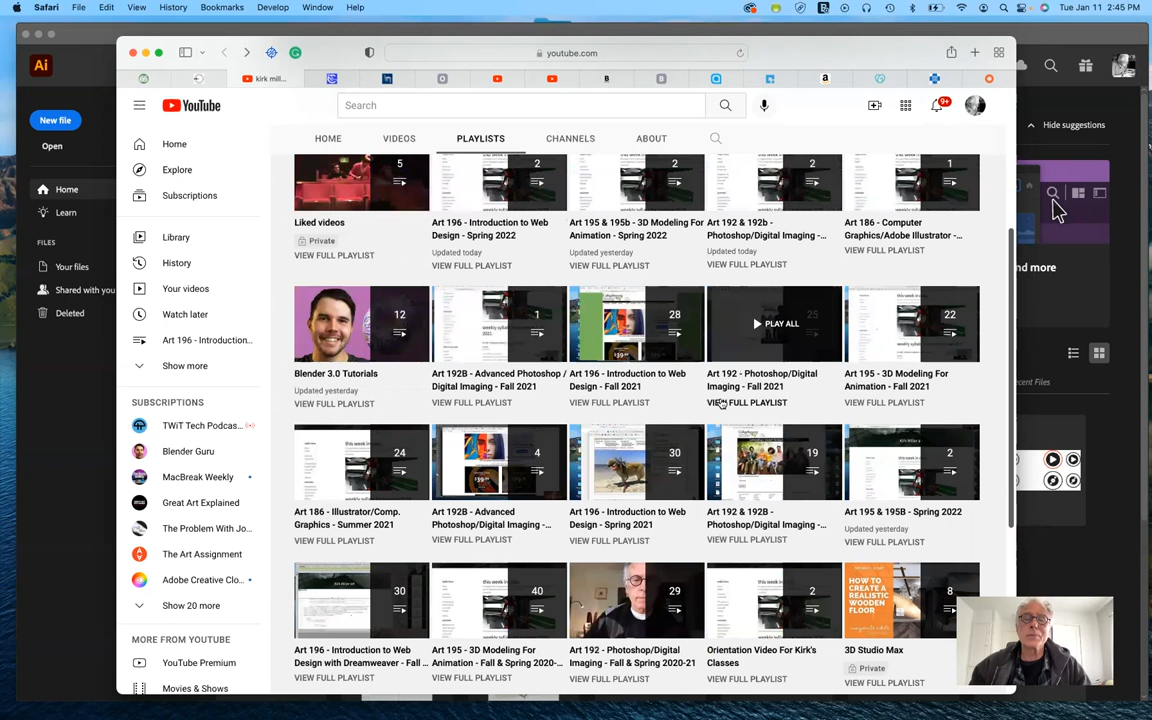 Safari File Edit View History Bookmarks Develop Window Help
Tue Jan 11 2:45 PM
Ai
youtube.com
kirk mill...
YouTube
Search
9+
New file
Open
Home
Learn
FILES
Your files
Shared with you
Deleted
Hide suggestions
nd more
ecent Files
HOME VIDEOS PLAYLISTS CHANNELS ABOUT
Home
Explore
Subscriptions
Library
History
Your videos
Watch later
Art 196 - Introduction...
Show more
SUBSCRIPTIONS
TWiT Tech Podcas...
Blender Guru
MacBreak Weekly
Great Art Explained
The Problem With Jo...
The Art Assignment
Adobe Creative Clo...
Show 20 more
MORE FROM YOUTUBE
YouTube Premium
Movies & Shows
5
Liked videos
Private
VIEW FULL PLAYLIST
2
Art 196 - Introduction to Web
Design - Spring 2022
Updated today
VIEW FULL PLAYLIST
2
Art 195 & 195b - 3D Modeling For
Animation - Spring 2022
Updated yesterday
VIEW FULL PLAYLIST
2
Art 192 & 192b -
Photoshop/Digital Imaging -...
Updated today
VIEW FULL PLAYLIST
1
Art 186 - Computer
Graphics/Adobe Illustrator -...
VIEW FULL PLAYLIST
12
Blender 3.0 Tutorials
Updated yesterday
VIEW FULL PLAYLIST
1
Art 192B - Advanced Photoshop /
Digital Imaging - Fall 2021
VIEW FULL PLAYLIST
28
Art 196 - Introduction to Web
Design - Fall 2021
VIEW FULL PLAYLIST
25
PLAY ALL
Art 192 - Photoshop/Digital
Imaging - Fall 2021
VIEW FULL PLAYLIST
22
Art 195 - 3D Modeling For
Animation - Fall 2021
VIEW FULL PLAYLIST
24
Art 186 - Illustrator/Comp.
Graphics - Summer 2021
VIEW FULL PLAYLIST
4
Art 192B - Advanced
Photoshop/Digital Imaging -...
VIEW FULL PLAYLIST
30
Art 196 - Introduction to Web
Design - Spring 2021
VIEW FULL PLAYLIST
19
Art 192 & 192B -
Photoshop/Digital Imaging -...
VIEW FULL PLAYLIST
2
Art 195 & 195B - Spring 2022
Updated yesterday
VIEW FULL PLAYLIST
30
Art 196 - Introduction to Web
Design with Dreamweaver - Fall ...
VIEW FULL PLAYLIST
40
Art 195 - 3D Modeling For
Animation - Fall & Spring 2020-...
VIEW FULL PLAYLIST
29
Art 192 - Photoshop/Digital
Imaging - Fall & Spring 2020-21
VIEW FULL PLAYLIST
2
Orientation Video For Kirk's
Classes
VIEW FULL PLAYLIST
HOW TO
CREATE A
REALISTIC
WOODEN
FLOOR
8
3D Studio Max
Private
VIEW FULL PLAYLIST